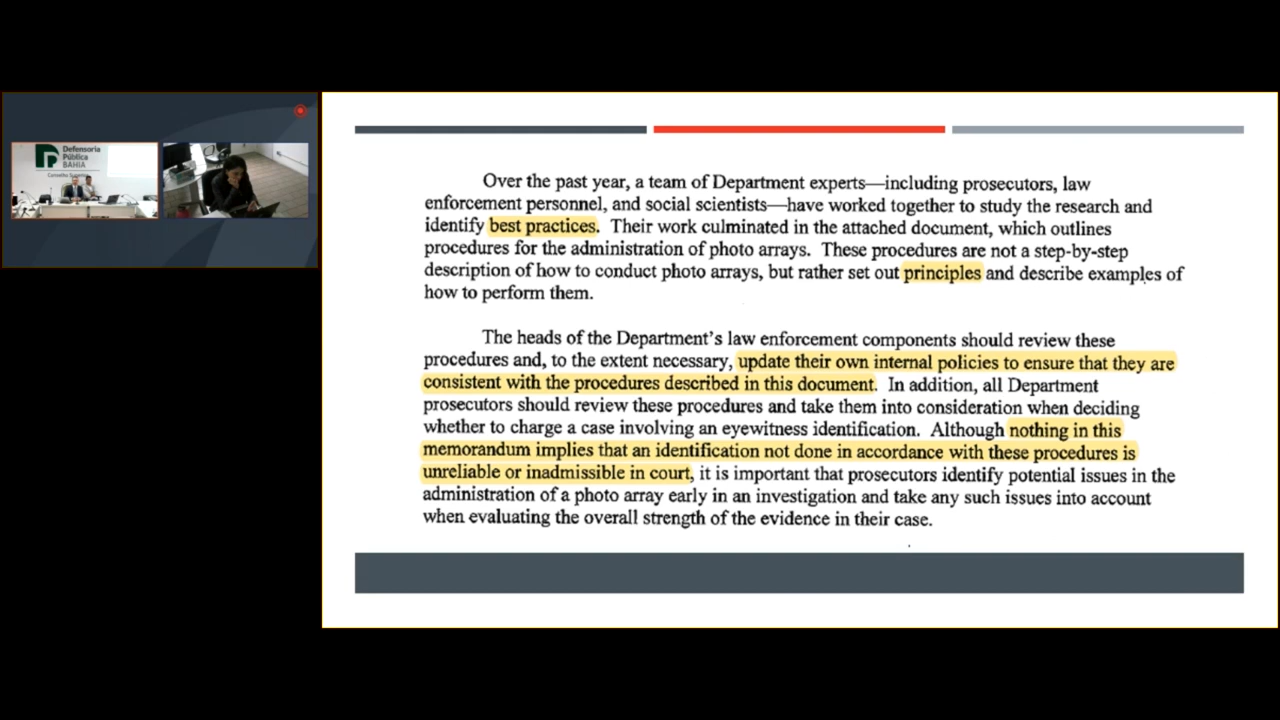 Defensoria
Pública
BAHIA
Over the past year, a team of Department experts—including prosecutors, law
enforcement personnel, and social scientists—have worked together to study the research and
identify best practices. Their work culminated in the attached document, which outlines
procedures for the administration of photo arrays. These procedures are not a step-by-step
description of how to conduct photo arrays, but rather set out principles and describe examples of
how to perform them.
The heads of the Department's law enforcement components should review these
procedures and, to the extent necessary, update their own internal policies to ensure that they are
consistent with the procedures described in this document. In addition, all Department
prosecutors should review these procedures and take them into consideration when deciding
whether to charge a case involving an eyewitness identification. Although nothing in this
memorandum implies that an identification not done in accordance with these procedures is
unreliable or inadmissible in court, it is important that prosecutors identify potential issues in the
administration of a photo array early in an investigation and take any such issues into account
when evaluating the overall strength of the evidence in their case.